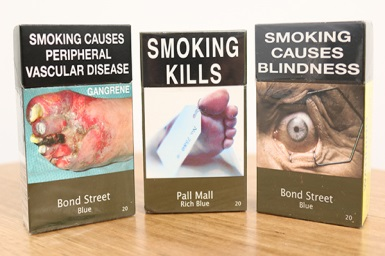 SMOKING CAUSES
PERIPHERAL
VASCULAR DISEASE
GANGRENE
Bond Street
Blue
20
SMOKING
KILLS
Pall Mall
Rich Blue
20
SMOKING
CAUSES
BLINDNESS
Bond Street
Blue
20